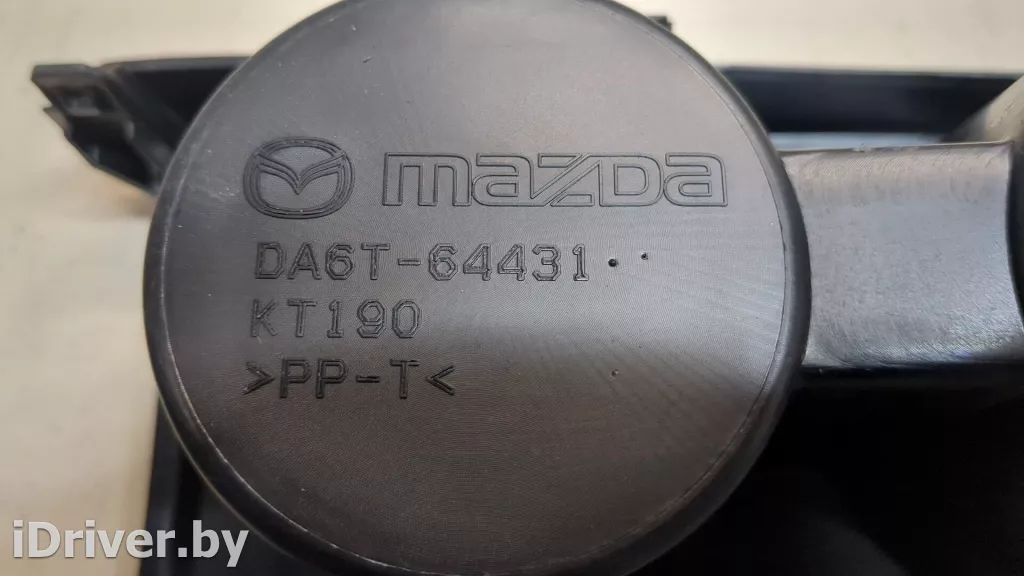 mazda
DA6T-64431··
KT190
>PP-T<
iDriver.by